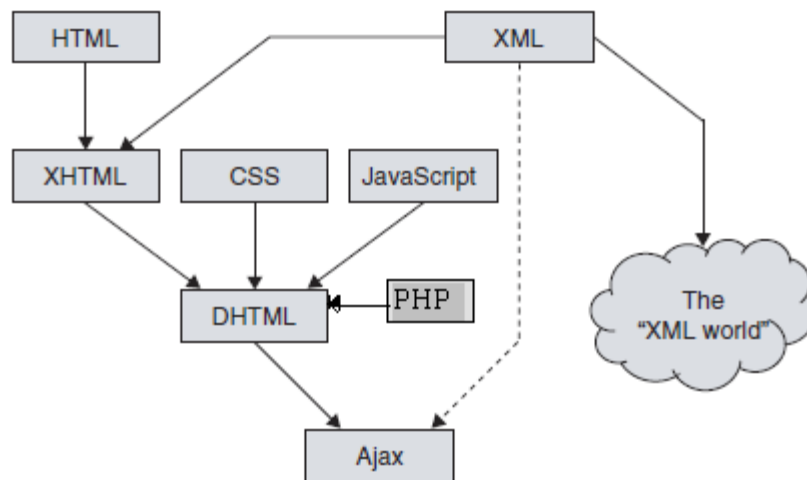 HTML
XML
XHTML
CSS
JavaScript
DHTML
PHP
The
“XML world”
Ajax